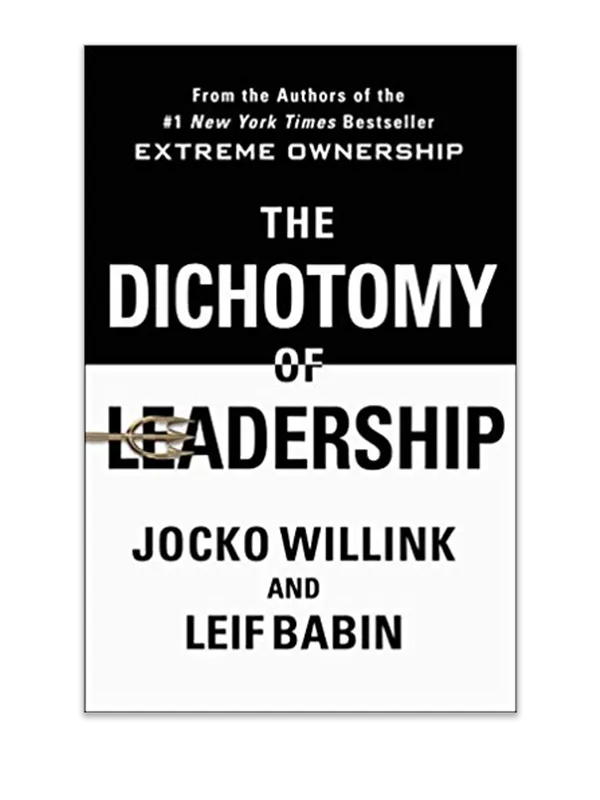 From the Authors of the
#1 New York Times Bestseller
EXTREME OWNERSHIP
THE
DICHOTOMY
OF
LEADERSHIP
JOCKO WILLINK
AND
LEIF BABIN